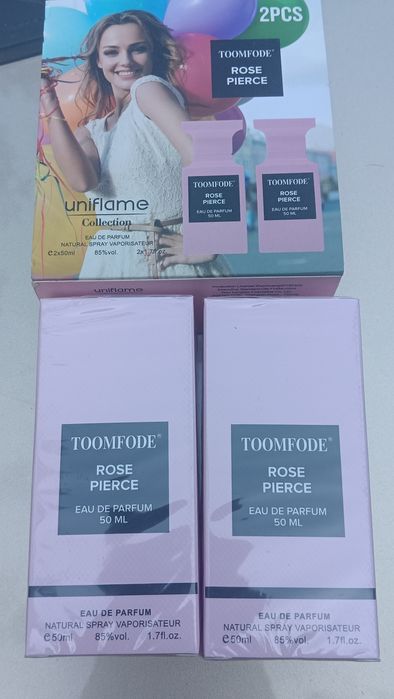 2PCS
TOOMFODE®
ROSE
PIERCE
TOOMFODE®
ROSE
PIERCE
EAU DE PARFUM
50 ML
TOOMFODE®
ROSE
PIERCE
EAU DE PARFUM
50 ML
uniflame
Collection
EAU DE PARFUM
NATURAL SPRAY VAPORISATEUR
℮2x50ml 85%vol. 2x1.7fl.oz.
uniflame
TOOMFODE®
ROSE
PIERCE
EAU DE PARFUM
50 ML
EAU DE PARFUM
NATURAL SPRAY VAPORISATEUR
℮50ml 85%vol. 1.7fl.oz.
TOOMFODE®
ROSE
PIERCE
EAU DE PARFUM
50 ML
EAU DE PARFUM
NATURAL SPRAY VAPORISATEUR
℮50ml 85%vol. 1.7fl.oz.